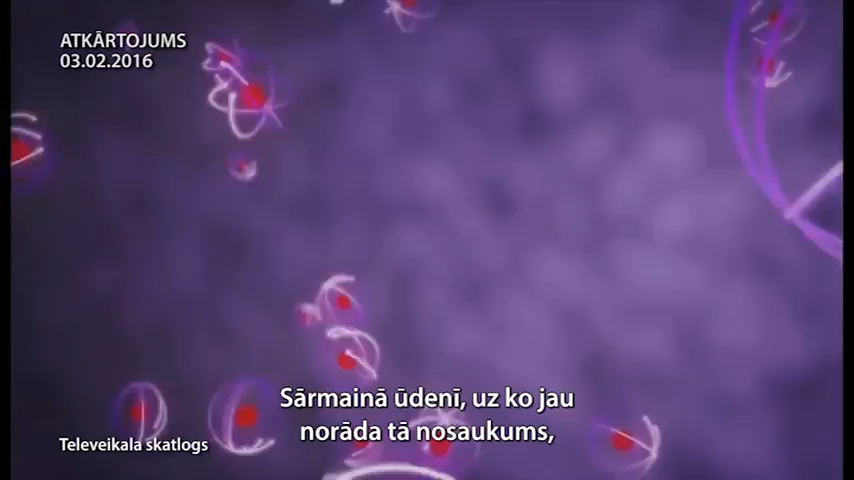 ATKĀRTOJUMS
03.02.2016
Sārmainā ūdenī, uz ko jau
norāda tā nosaukums,
Televeikala skatlogs